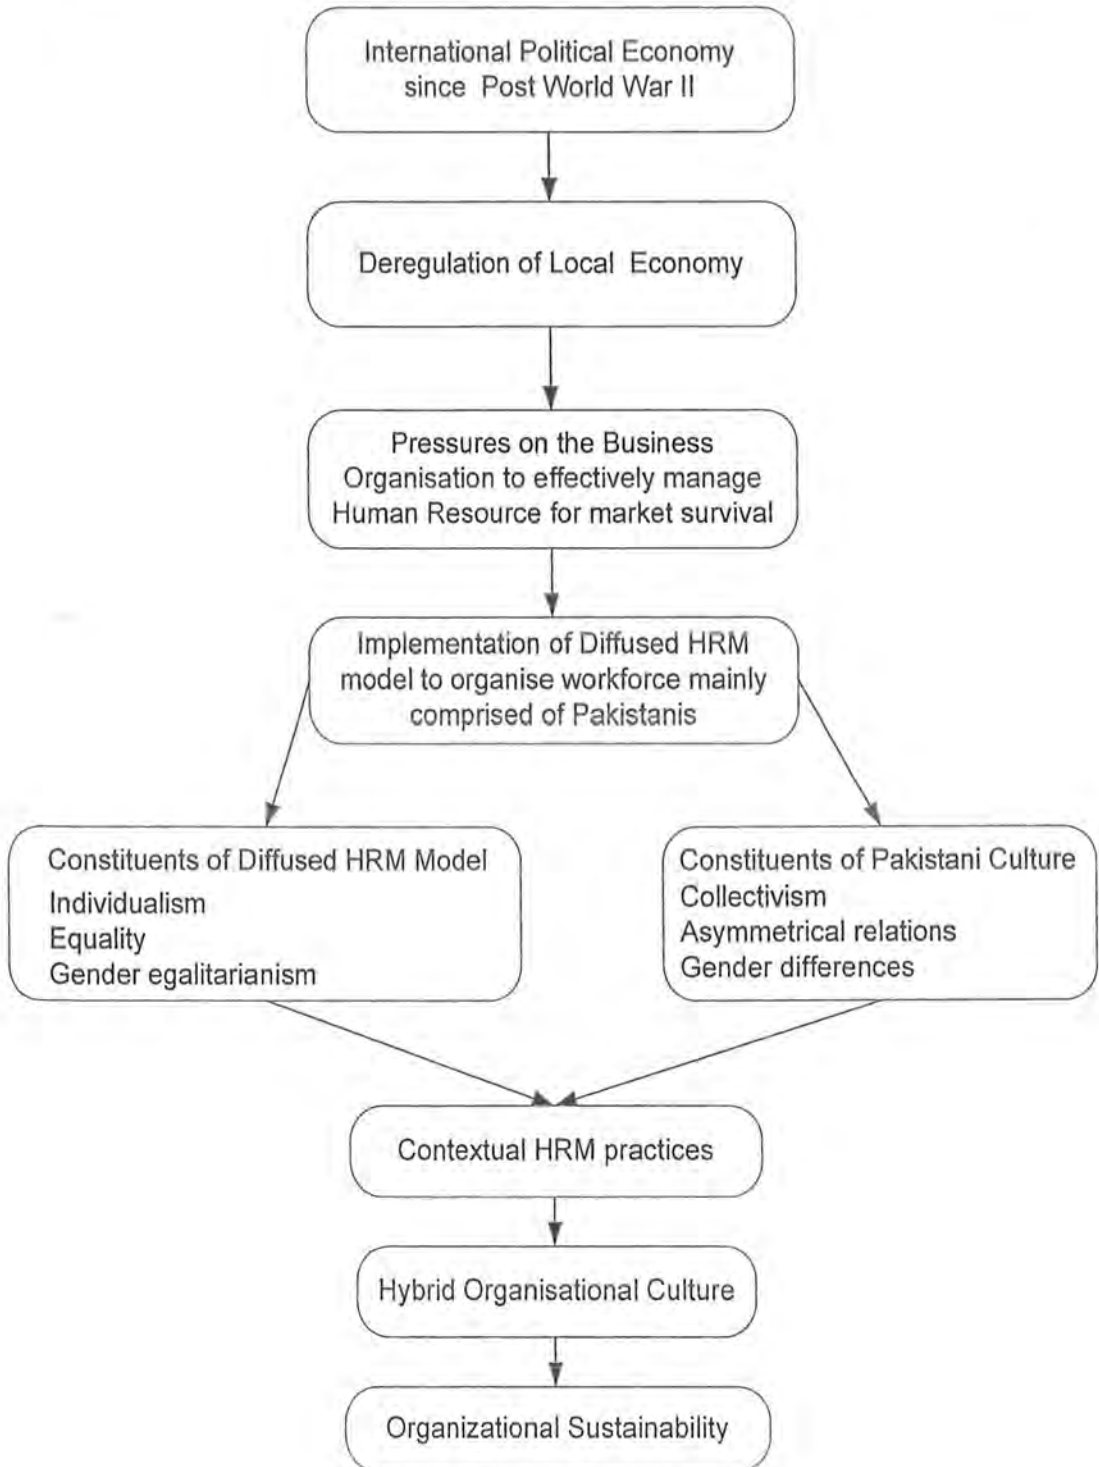 International Political Economy
since Post World War II
Deregulation of Local Economy
Pressures on the Business
Organisation to effectively manage
Human Resource for market survival
Implementation of Diffused HRM
model to organise workforce mainly
comprised of Pakistanis
Constituents of Diffused HRM Model
Individualism
Equality
Gender egalitarianism
Constituents of Pakistani Culture
Collectivism
Asymmetrical relations
Gender differences
Contextual HRM practices
Hybrid Organisational Culture
Organizational Sustainability